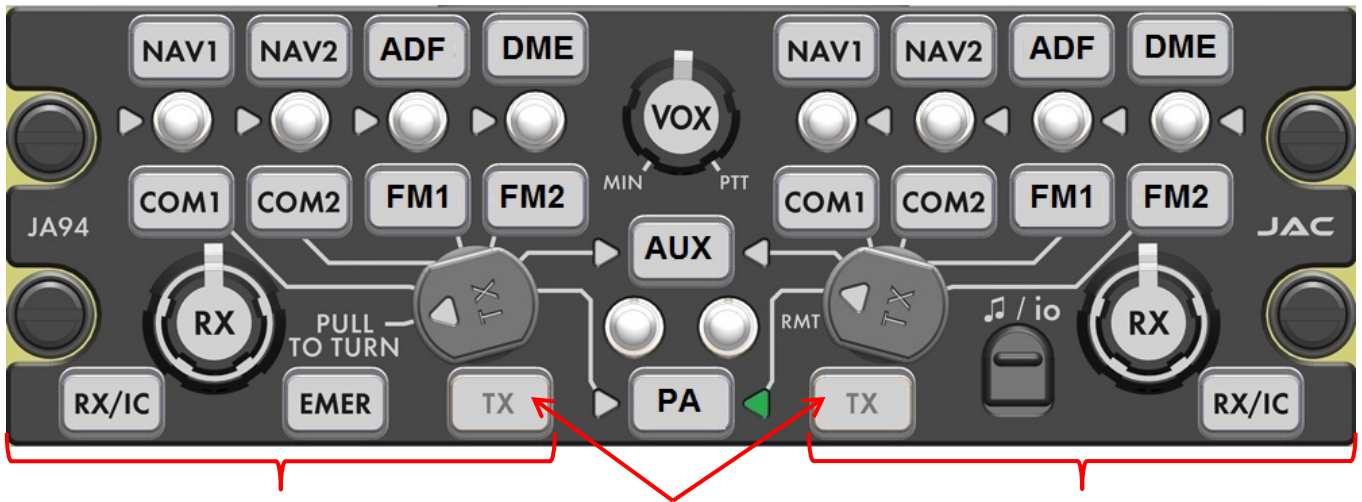 NAV1 NAV2 ADF DME NAV1 NAV2 ADF DME
VOX
MIN PTT
COM1 COM2 FM1 FM2 COM1 COM2 FM1 FM2
JA94 JAC
AUX
TX TX
RX PULL TO TURN RMT ♫ / io RX
RX/IC EMER TX PA TX RX/IC